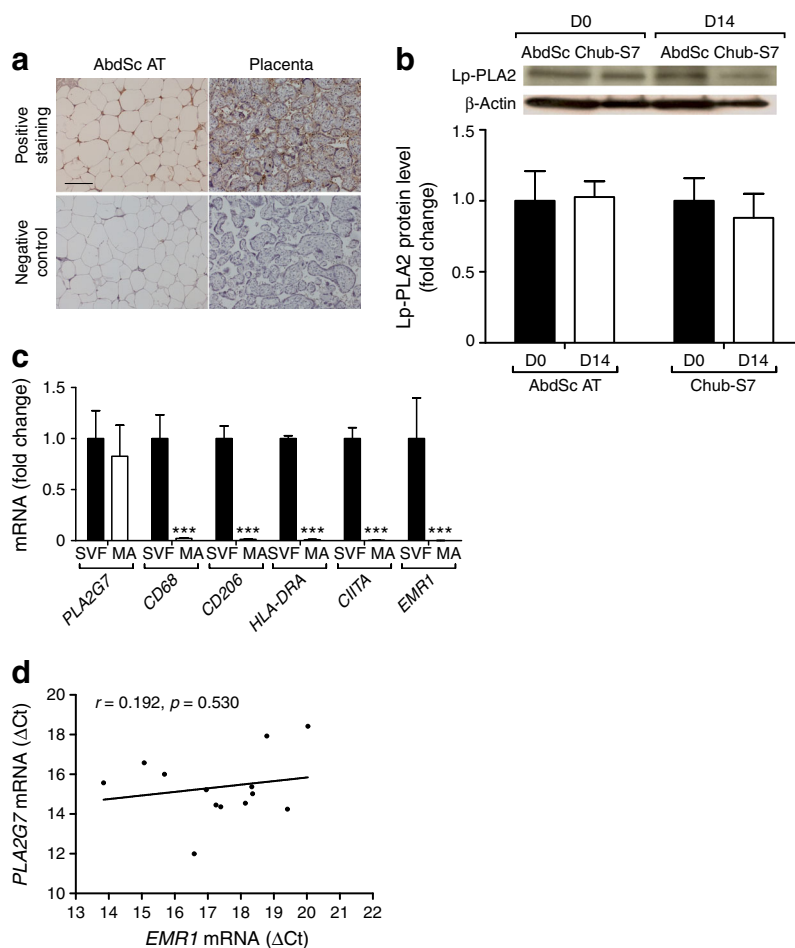 a
AbdSc AT Placenta
Positive staining
Negative control
b
D0 D14
AbdSc Chub-S7 AbdSc Chub-S7
Lp-PLA2
β-Actin
Lp-PLA2 protein level
(fold change)
1.5
1.0
0.5
0
D0 D14 D0 D14
AbdSc AT Chub-S7
c
mRNA (fold change)
1.5
1.0
0.5
0
*** *** *** *** ***
SVF MA SVF MA SVF MA SVF MA SVF MA SVF MA
PLA2G7 CD68 CD206 HLA-DRA CIITA EMR1
d
PLA2G7 mRNA (ΔCt)
r = 0.192, p = 0.530
20
18
16
14
12
10
13 14 15 16 17 18 19 20 21 22
EMR1 mRNA (ΔCt)